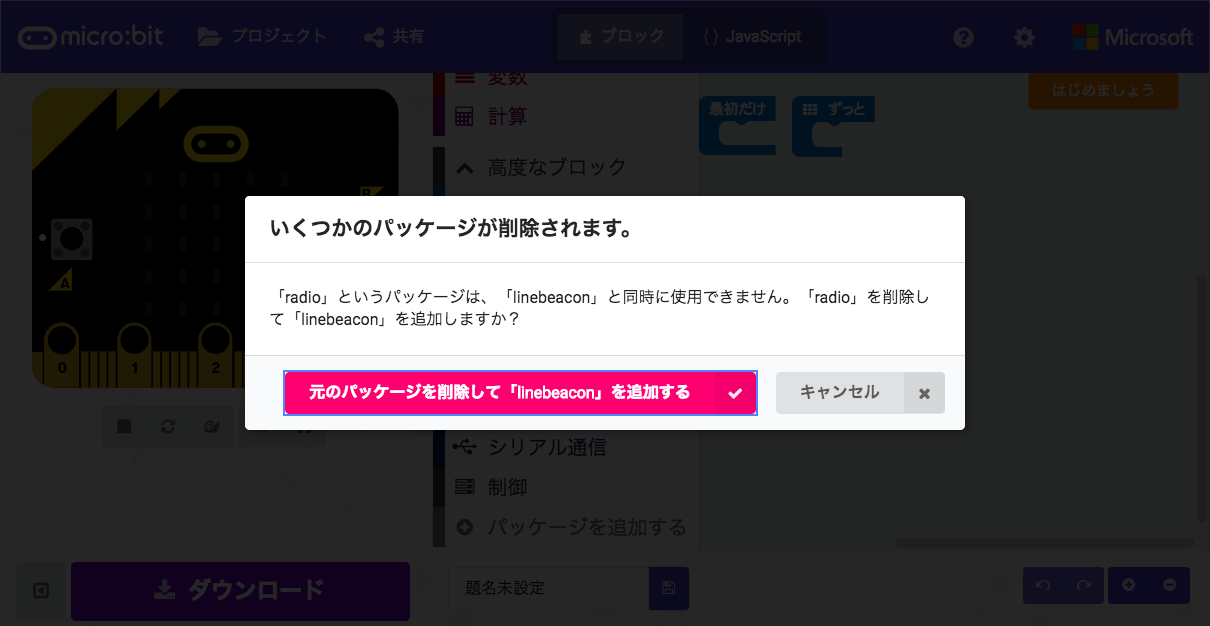 micro:bit
プロジェクト
共有
ブロック
{ } JavaScript
Microsoft
変数
計算
高度なブロック
最初だけ
ずっと
はじめましょう
B
A
0
1
2
いくつかのパッケージが削除されます。
「radio」というパッケージは、「linebeacon」と同時に使用できません。「radio」を削除し
て「linebeacon」を追加しますか？
元のパッケージを削除して「linebeacon」を追加する
キャンセル
シリアル通信
制御
パッケージを追加する
ダウンロード
題名未設定